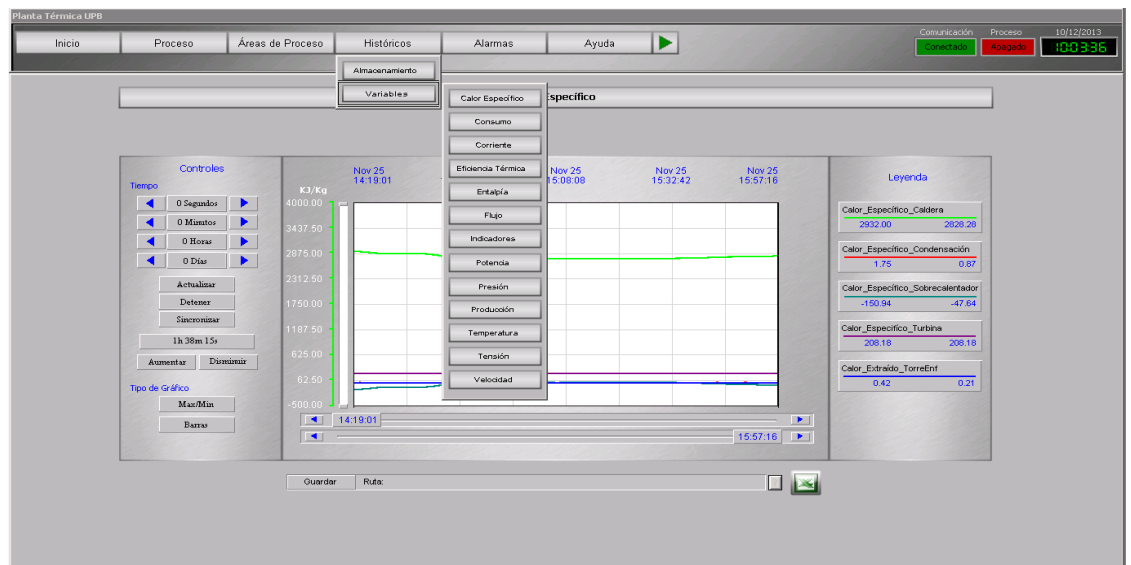 Planta Térmica UPB
Inicio Proceso Áreas de Proceso Históricos Alarmas Ayuda
Comunicación Proceso 10/12/2013
Conectado Apagado 10:03:36
Almacenamiento
Variables
Específico
Calor Específico
Consumo
Corriente
Eficiencia Térmica
Entalpía
Flujo
Indicadores
Potencia
Presión
Producción
Temperatura
Tensión
Velocidad
Controles
Tiempo
0 Segundos
0 Minutos
0 Horas
0 Días
Actualizar
Detener
Sincronizar
1h 38m 15s
Aumentar Disminuir
Tipo de Gráfico
Max/Min
Barras
Nov 25 Nov 25 Nov 25 Nov 25
14:19:01 15:08:08 15:32:42 15:57:16
KJ/Kg
4000.00
3437.50
2875.00
2312.50
1750.00
1187.50
625.00
62.50
-500.00
14:19:01
15:57:16
Leyenda
Calor_Específico_Caldera
2932.00 2828.28
Calor_Específico_Condensación
1.75 0.87
Calor_Específico_Sobrecalentador
-150.94 -47.64
Calor_Especifíco_Turbina
208.18 208.18
Calor_Extraído_TorreEnf
0.42 0.21
Guardar Ruta: